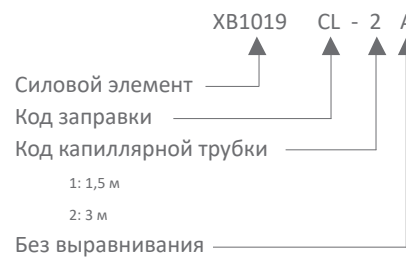 XB1019 CL - 2 A
Силовой элемент
Код заправки
Код капиллярной трубки
1: 1,5 м
2: 3 м
Без выравнивания